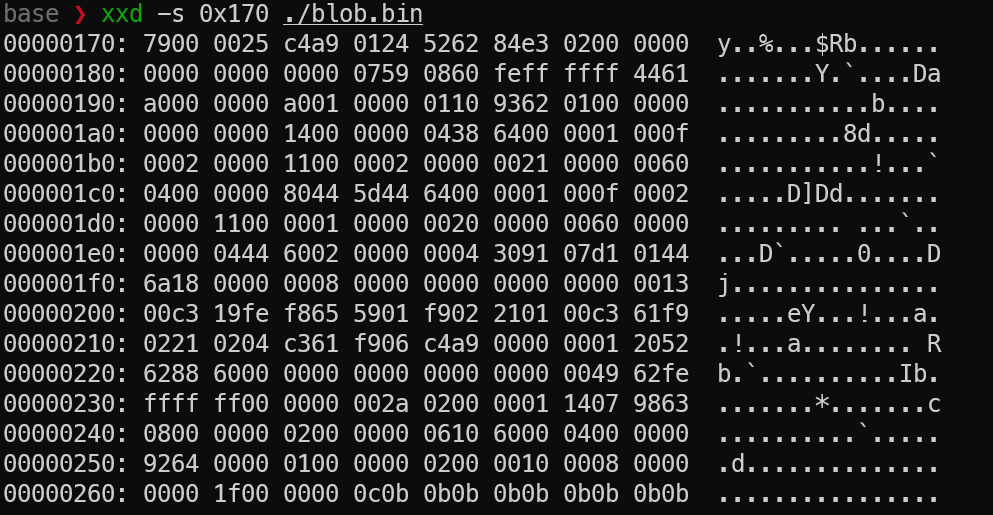 base ❯ xxd −s 0x170 ./blob.bin
00000170: 7900 0025 c4a9 0124 5262 84e3 0200 0000  y..%...$Rb......
00000180: 0000 0000 0000 0759 0860 feff ffff 4461  .......Y.`....Da
00000190: a000 0000 a001 0000 0110 9362 0100 0000  ...........b....
000001a0: 0000 0000 1400 0000 0438 6400 0001 000f  .........8d.....
000001b0: 0002 0000 1100 0002 0000 0021 0000 0060  ...........!...`
000001c0: 0400 0000 8044 5d44 6400 0001 000f 0002  .....D]Dd.......
000001d0: 0000 1100 0001 0000 0020 0000 0060 0000  ......... ...`..
000001e0: 0000 0444 6002 0000 0004 3091 07d1 0144  ...D`.....0....D
000001f0: 6a18 0000 0008 0000 0000 0000 0000 0013  j...............
00000200: 00c3 19fe f865 5901 f902 2101 00c3 61f9  .....eY...!...a.
00000210: 0221 0204 c361 f906 c4a9 0000 0001 2052  .!...a........ R
00000220: 6288 6000 0000 0000 0000 0000 0049 62fe  b.`..........Ib.
00000230: ffff ff00 0000 002a 0200 0001 1407 9863  .......*.......c
00000240: 0800 0000 0200 0000 0610 6000 0400 0000  ..........`.....
00000250: 9264 0000 0100 0000 0200 0010 0008 0000  .d..............
00000260: 0000 1f00 0000 0c0b 0b0b 0b0b 0b0b 0b0b  ................